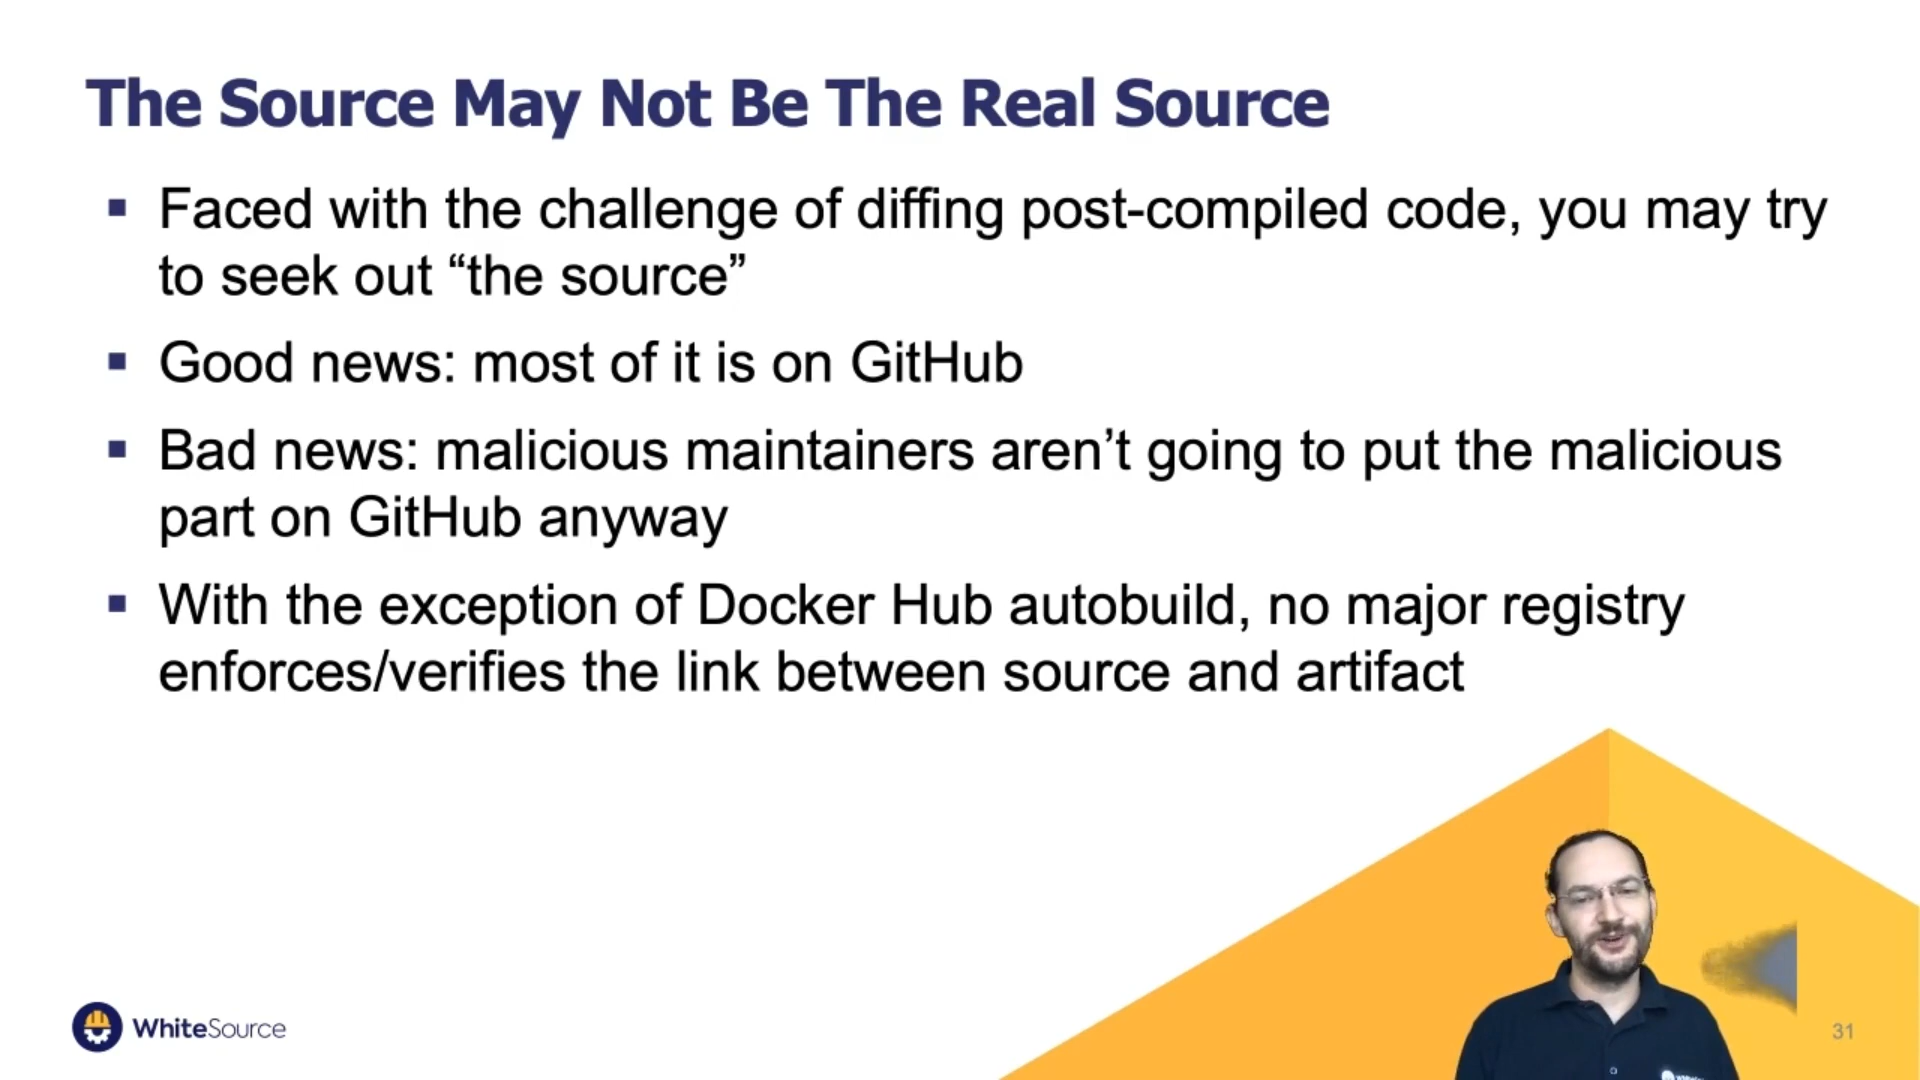 The Source May Not Be The Real Source
▪ Faced with the challenge of diffing post-compiled code, you may try
to seek out “the source”
▪ Good news: most of it is on GitHub
▪ Bad news: malicious maintainers aren’t going to put the malicious
part on GitHub anyway
▪ With the exception of Docker Hub autobuild, no major registry
enforces/verifies the link between source and artifact
WhiteSource
31